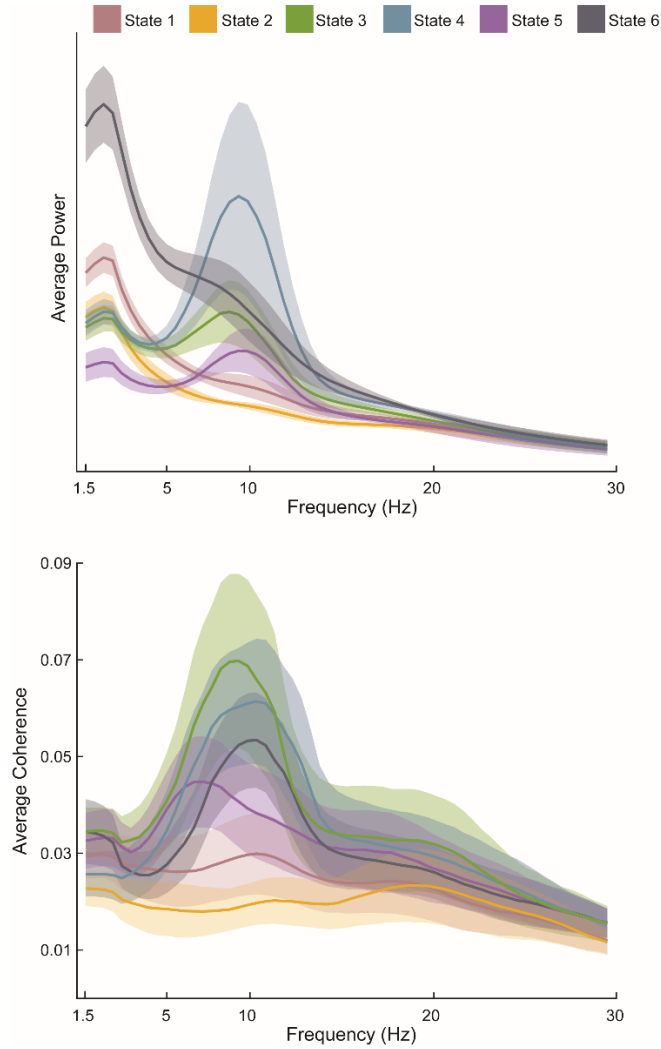 State 1 State 2 State 3 State 4 State 5 State 6
Average Power
1.5 5 10 20 30
Frequency (Hz)
0.09
0.07
0.05
0.03
0.01
Average Coherence
1.5 5 10 20 30
Frequency (Hz)